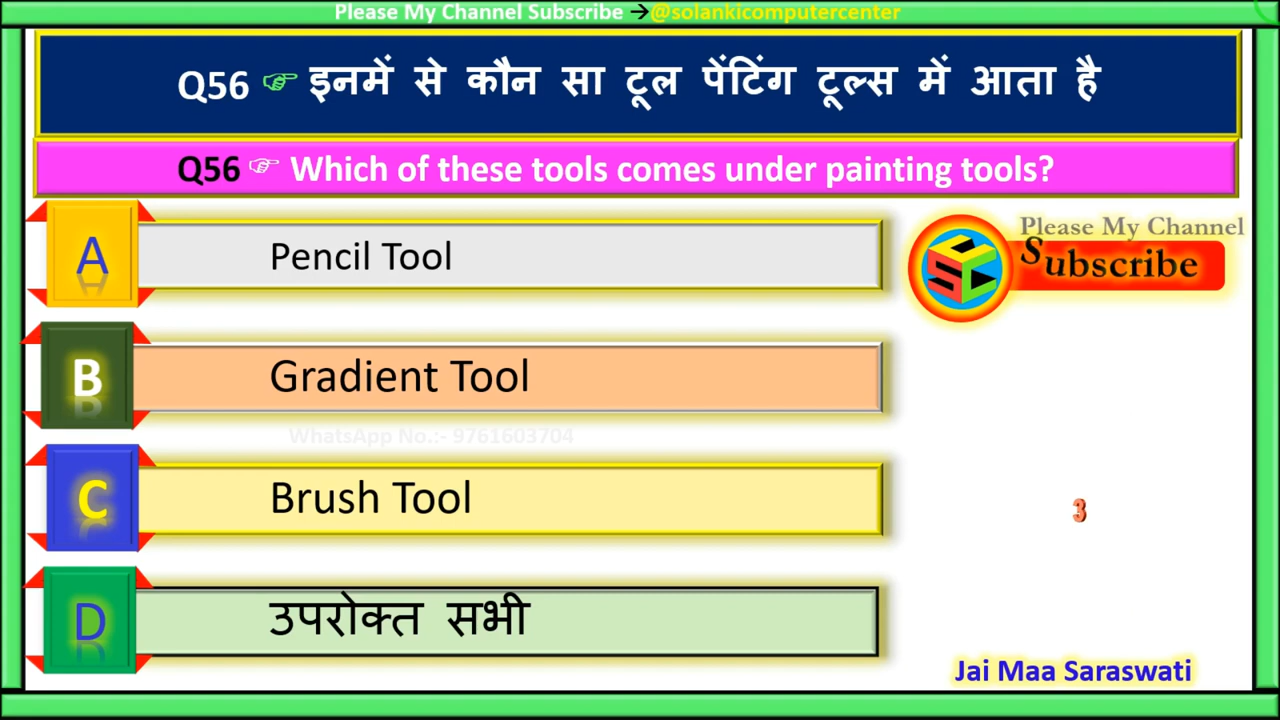 Please My Channel Subscribe →@solankicomputercenter
Q56 ☞ इनमें से कौन सा टूल पेंटिंग टूल्स में आता है
Q56 ☞ Which of these tools comes under painting tools?
A Pencil Tool
Please My Channel
Subscribe
SCC
B Gradient Tool
WhatsApp No.:- 9761603704
C Brush Tool
3
D उपरोक्त सभी
Jai Maa Saraswati